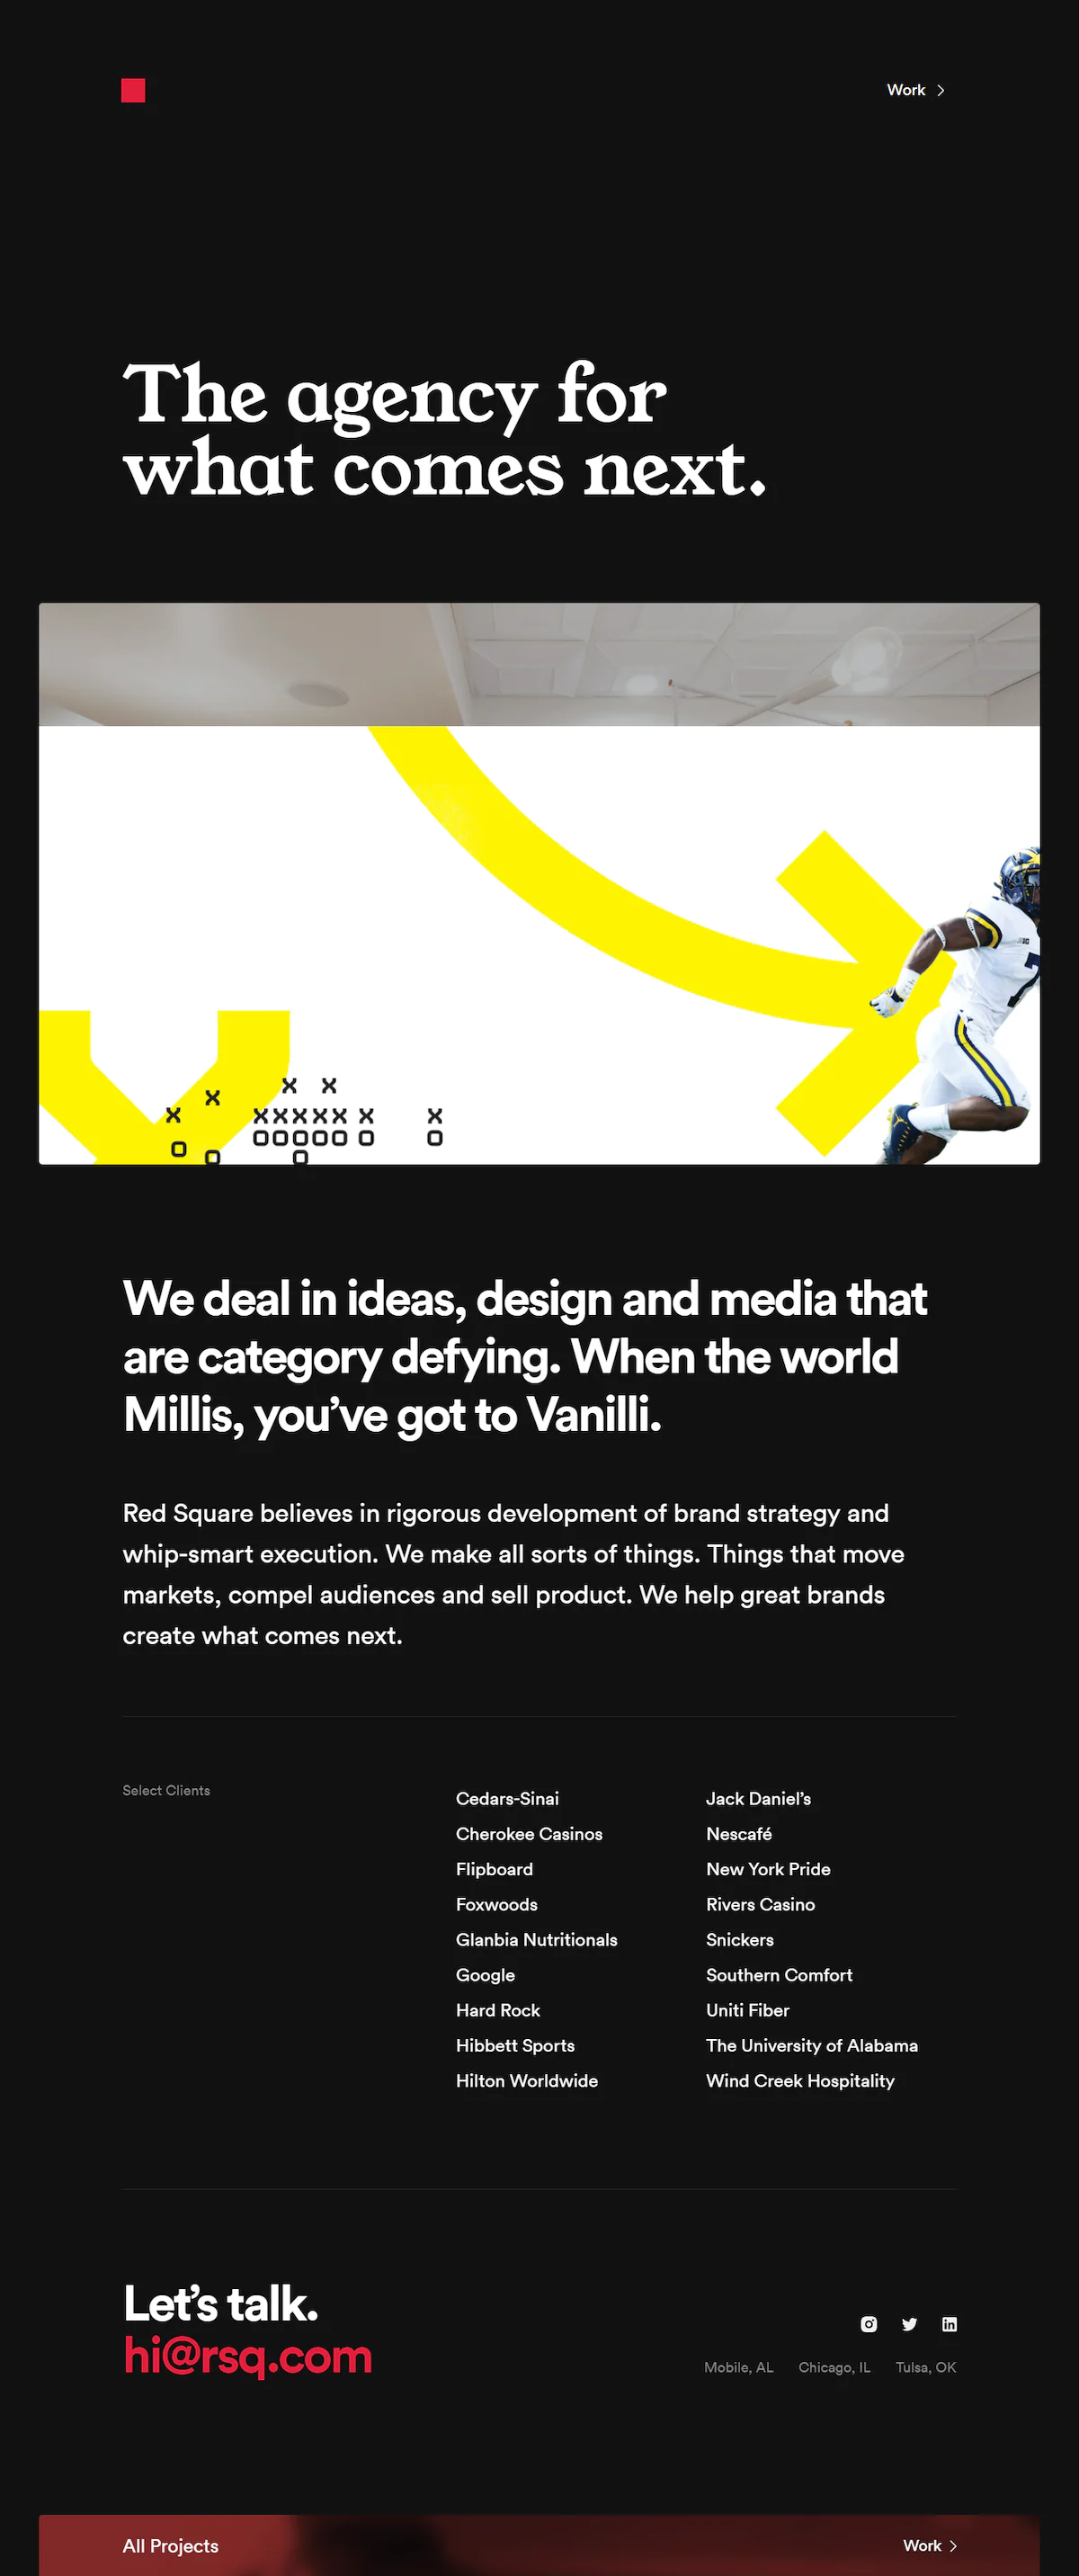 Work
The agency for
what comes next.
x x
x x
x x x x x x x
o o o o o o o
o o o
7
We deal in ideas, design and media that
are category defying. When the world
Millis, you’ve got to Vanilli.
Red Square believes in rigorous development of brand strategy and
whip-smart execution. We make all sorts of things. Things that move
markets, compel audiences and sell product. We help great brands
create what comes next.
Select Clients
Cedars-Sinai
Cherokee Casinos
Flipboard
Foxwoods
Glanbia Nutritionals
Google
Hard Rock
Hibbett Sports
Hilton Worldwide
Jack Daniel’s
Nescafé
New York Pride
Rivers Casino
Snickers
Southern Comfort
Uniti Fiber
The University of Alabama
Wind Creek Hospitality
Let’s talk.
hi@rsq.com
Mobile, AL Chicago, IL Tulsa, OK
All Projects
Work